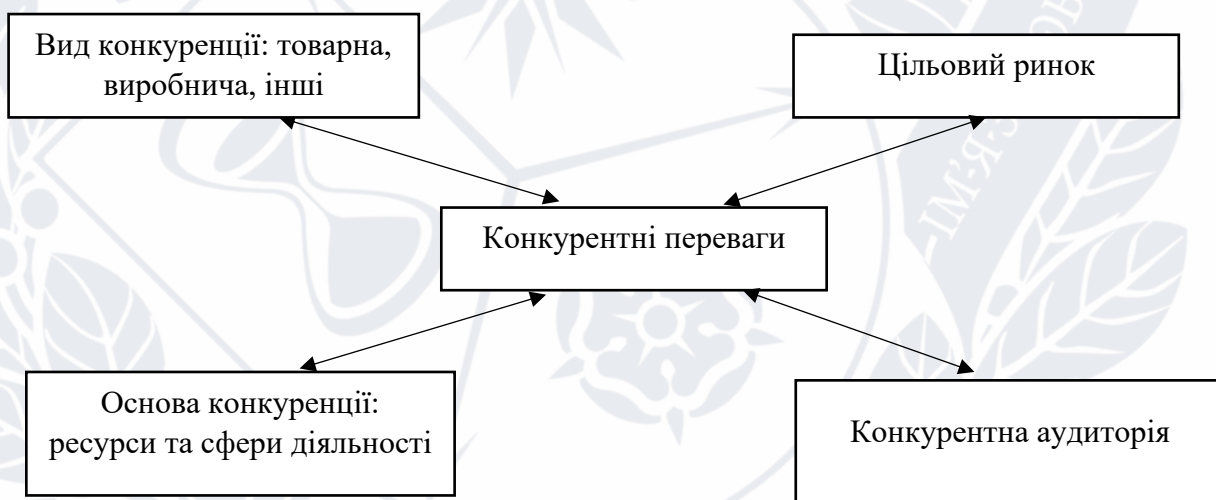 Вид конкуренції: товарна,
виробнича, інші
Цільовий ринок
Конкурентні переваги
Основа конкуренції:
ресурси та сфери діяльності
Конкурентна аудиторія